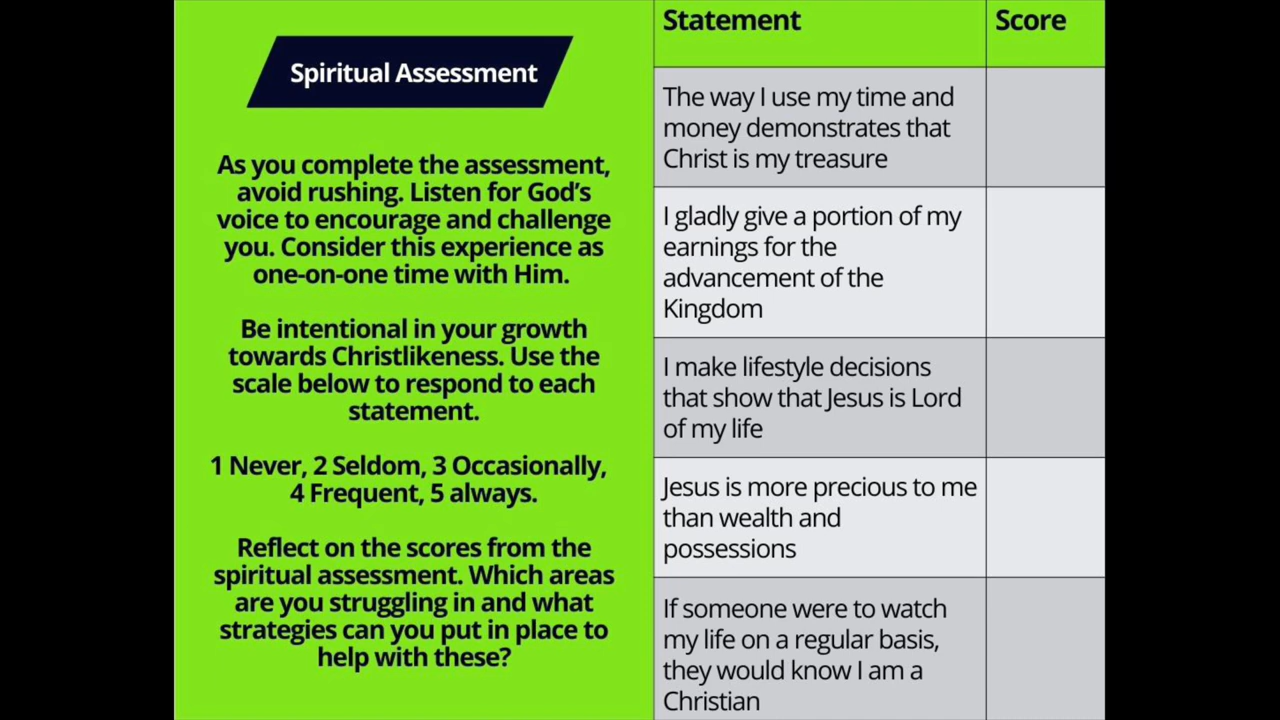 Spiritual Assessment
As you complete the assessment,
avoid rushing. Listen for God's
voice to encourage and challenge
you. Consider this experience as
one-on-one time with Him.
Be intentional in your growth
towards Christlikeness. Use the
scale below to respond to each
statement.
1 Never, 2 Seldom, 3 Occasionally,
4 Frequent, 5 always.
Reflect on the scores from the
spiritual assessment. Which areas
are you struggling in and what
strategies can you put in place to
help with these?
Statement Score
The way I use my time and
money demonstrates that
Christ is my treasure
I gladly give a portion of my
earnings for the
advancement of the
Kingdom
I make lifestyle decisions
that show that Jesus is Lord
of my life
Jesus is more precious to me
than wealth and
possessions
If someone were to watch
my life on a regular basis,
they would know I am a
Christian